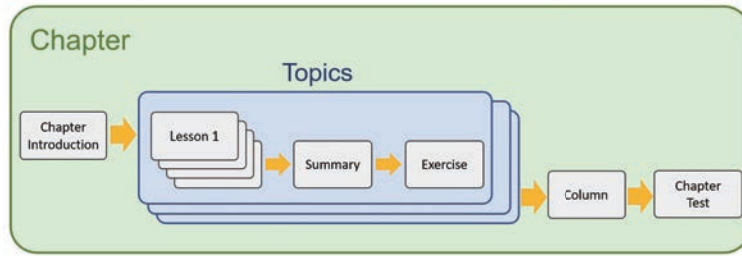 Chapter
Topics
Chapter
Introduction
Lesson 1
Summary
Exercise
Column
Chapter
Test